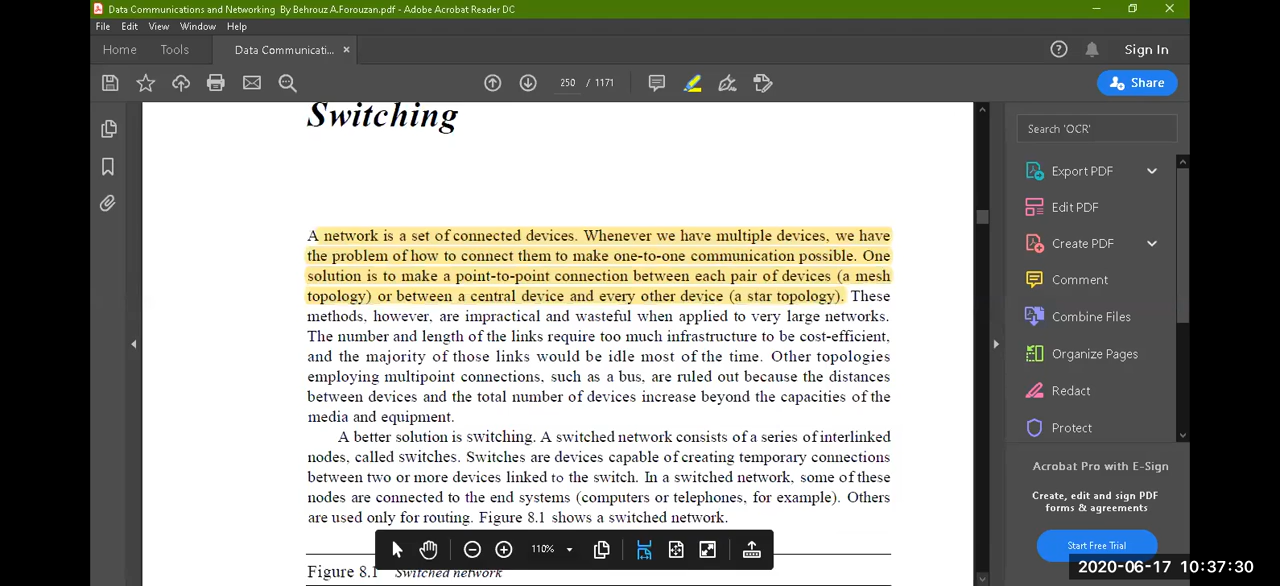 Data Communications and Networking By Behrouz A.Forouzan.pdf - Adobe Acrobat Reader DC
File Edit View Window Help
Home Tools Data Communicati... × Sign In
250 / 1171 Share
Switching
Search 'OCR'
Export PDF
Edit PDF
Create PDF
Comment
Combine Files
Organize Pages
Redact
Protect
Acrobat Pro with E-Sign
Create, edit and sign PDF
forms & agreements
Start Free Trial
A network is a set of connected devices. Whenever we have multiple devices, we have
the problem of how to connect them to make one-to-one communication possible. One
solution is to make a point-to-point connection between each pair of devices (a mesh
topology) or between a central device and every other device (a star topology). These
methods, however, are impractical and wasteful when applied to very large networks.
The number and length of the links require too much infrastructure to be cost-efficient,
and the majority of those links would be idle most of the time. Other topologies
employing multipoint connections, such as a bus, are ruled out because the distances
between devices and the total number of devices increase beyond the capacities of the
media and equipment.
A better solution is switching. A switched network consists of a series of interlinked
nodes, called switches. Switches are devices capable of creating temporary connections
between two or more devices linked to the switch. In a switched network, some of these
nodes are connected to the end systems (computers or telephones, for example). Others
are used only for routing. Figure 8.1 shows a switched network.
110%
Figure 8.1 Switched network
2020-06-17 10:37:30